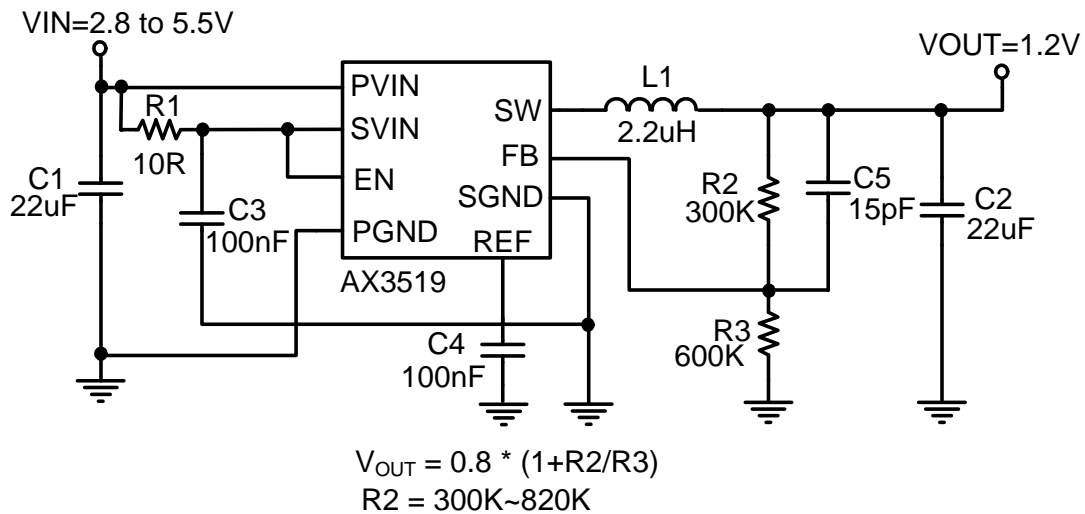 VIN=2.8 to 5.5V
VOUT=1.2V
PVIN
R1
10R
SVIN
EN
PGND
SW
FB
SGND
REF
AX3519
L1
2.2uH
C1
22uF
C3
100nF
C4
100nF
R2
300K
C5
15pF
C2
22uF
R3
600K
VOUT = 0.8 * (1+R2/R3)
R2 = 300K~820K